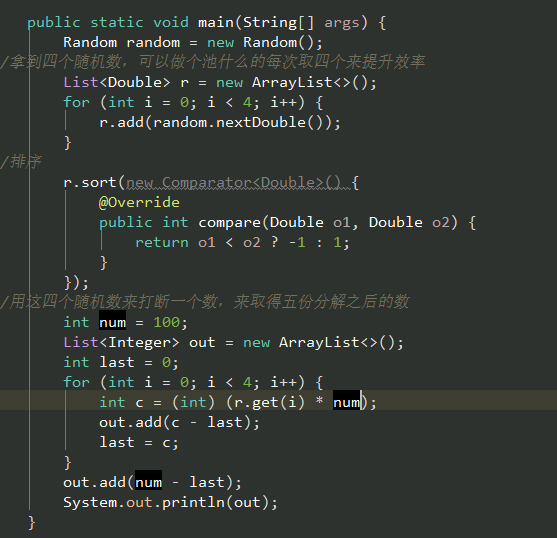 public static void main(String[] args) {
Random random = new Random();
/拿到四个随机数，可以做个池什么的每次取四个来提升效率
List<Double> r = new ArrayList<>();
for (int i = 0; i < 4; i++) {
r.add(random.nextDouble());
}
/排序
r.sort(new Comparator<Double>() {
@Override
public int compare(Double o1, Double o2) {
return o1 < o2 ? -1 : 1;
}
});
/用这四个随机数来打断一个数，来取得五份分解之后的数
int num = 100;
List<Integer> out = new ArrayList<>();
int last = 0;
for (int i = 0; i < 4; i++) {
int c = (int) (r.get(i) * num);
out.add(c - last);
last = c;
}
out.add(num - last);
System.out.println(out);
}